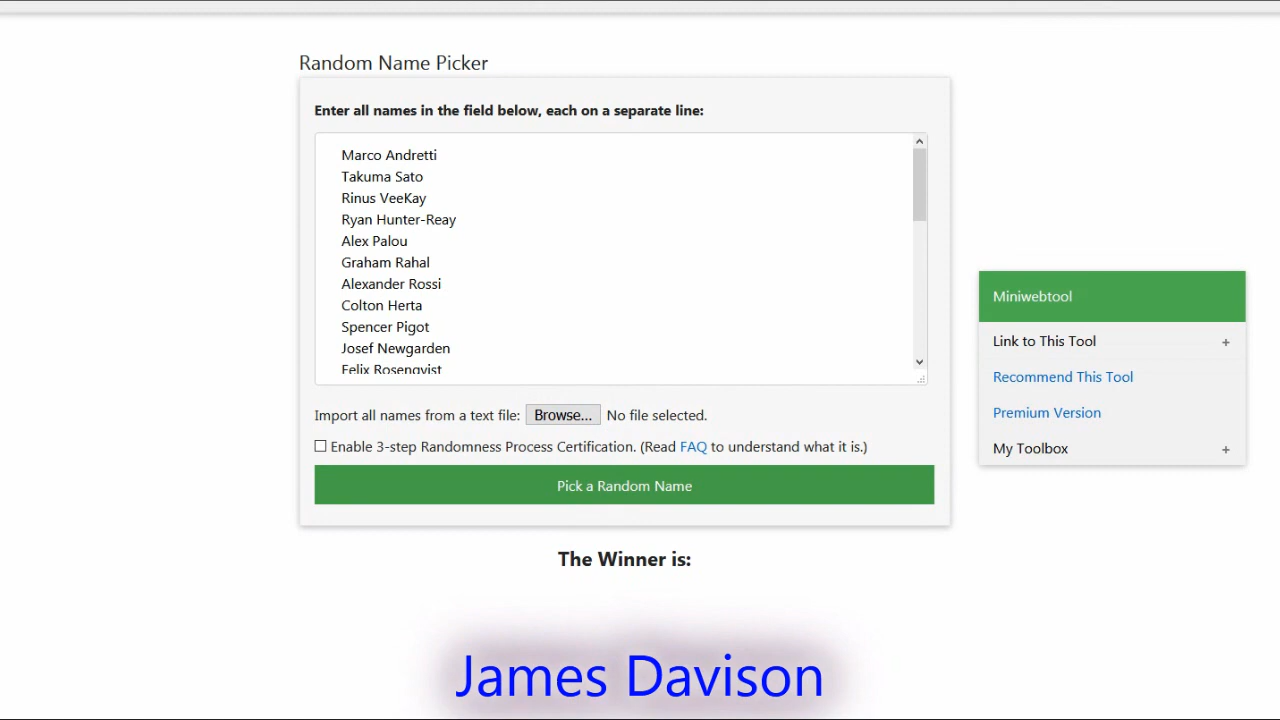 Random Name Picker
Enter all names in the field below, each on a separate line:
Marco Andretti
Takuma Sato
Rinus VeeKay
Ryan Hunter-Reay
Alex Palou
Graham Rahal
Alexander Rossi
Colton Herta
Spencer Pigot
Josef Newgarden
Felix Rosenqvist
Import all names from a text file: Browse... No file selected.
Enable 3-step Randomness Process Certification. (Read FAQ to understand what it is.)
Pick a Random Name
Miniwebtool
Link to This Tool +
Recommend This Tool
Premium Version
My Toolbox +
The Winner is:
James Davison